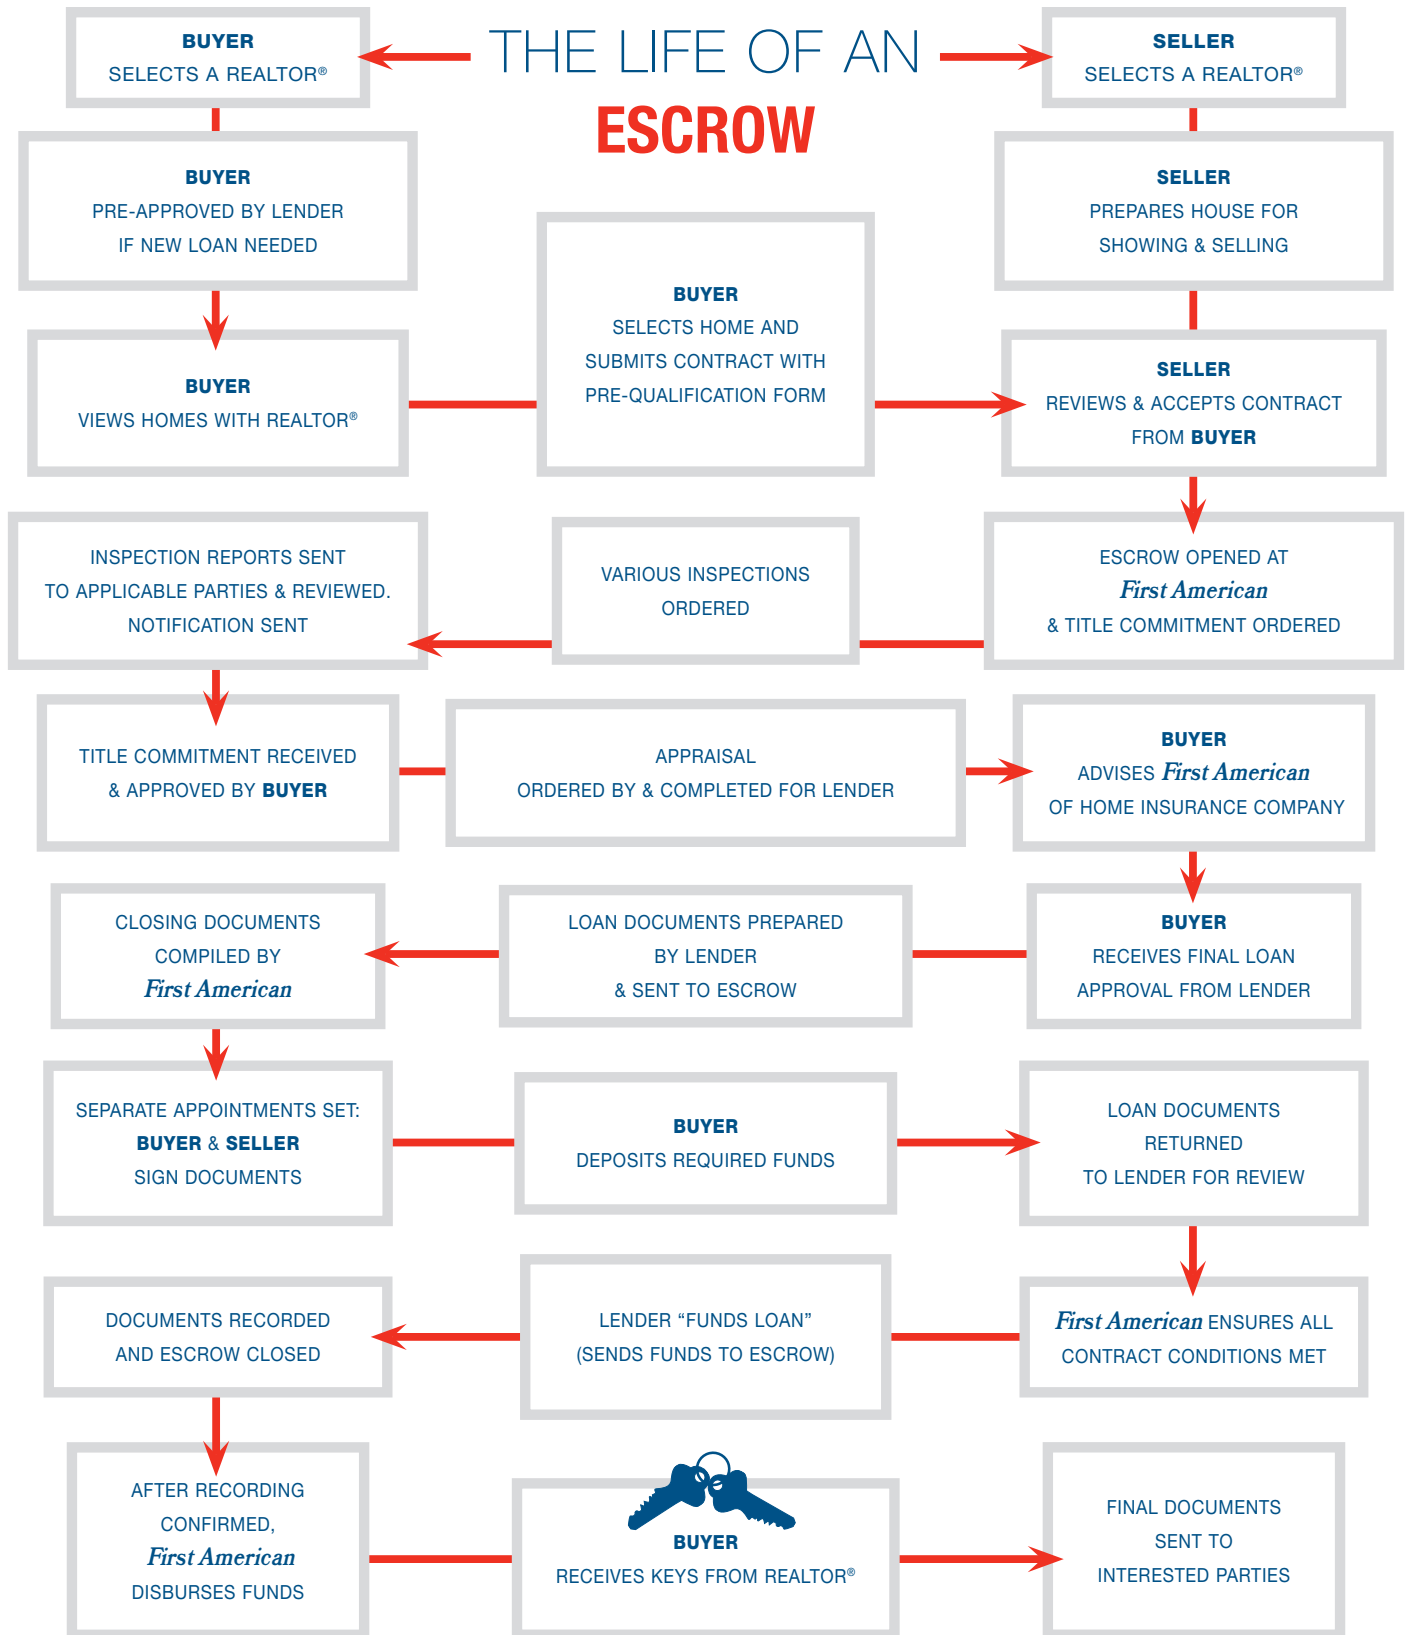 THE LIFE OF AN
ESCROW
BUYER
SELECTS A REALTOR®
SELLER
SELECTS A REALTOR®
BUYER
PRE-APPROVED BY LENDER
IF NEW LOAN NEEDED
SELLER
PREPARES HOUSE FOR
SHOWING & SELLING
BUYER
VIEWS HOMES WITH REALTOR®
BUYER
SELECTS HOME AND
SUBMITS CONTRACT WITH
PRE-QUALIFICATION FORM
SELLER
REVIEWS & ACCEPTS CONTRACT
FROM BUYER
ESCROW OPENED AT
First American
& TITLE COMMITMENT ORDERED
VARIOUS INSPECTIONS
ORDERED
INSPECTION REPORTS SENT
TO APPLICABLE PARTIES & REVIEWED.
NOTIFICATION SENT
TITLE COMMITMENT RECEIVED
& APPROVED BY BUYER
APPRAISAL
ORDERED BY & COMPLETED FOR LENDER
BUYER
ADVISES First American
OF HOME INSURANCE COMPANY
BUYER
RECEIVES FINAL LOAN
APPROVAL FROM LENDER
LOAN DOCUMENTS PREPARED
BY LENDER
& SENT TO ESCROW
CLOSING DOCUMENTS
COMPILED BY
First American
SEPARATE APPOINTMENTS SET:
BUYER & SELLER
SIGN DOCUMENTS
BUYER
DEPOSITS REQUIRED FUNDS
LOAN DOCUMENTS
RETURNED
TO LENDER FOR REVIEW
First American ENSURES ALL
CONTRACT CONDITIONS MET
LENDER “FUNDS LOAN”
(SENDS FUNDS TO ESCROW)
DOCUMENTS RECORDED
AND ESCROW CLOSED
AFTER RECORDING
CONFIRMED,
First American
DISBURSES FUNDS
BUYER
RECEIVES KEYS FROM REALTOR®
FINAL DOCUMENTS
SENT TO
INTERESTED PARTIES